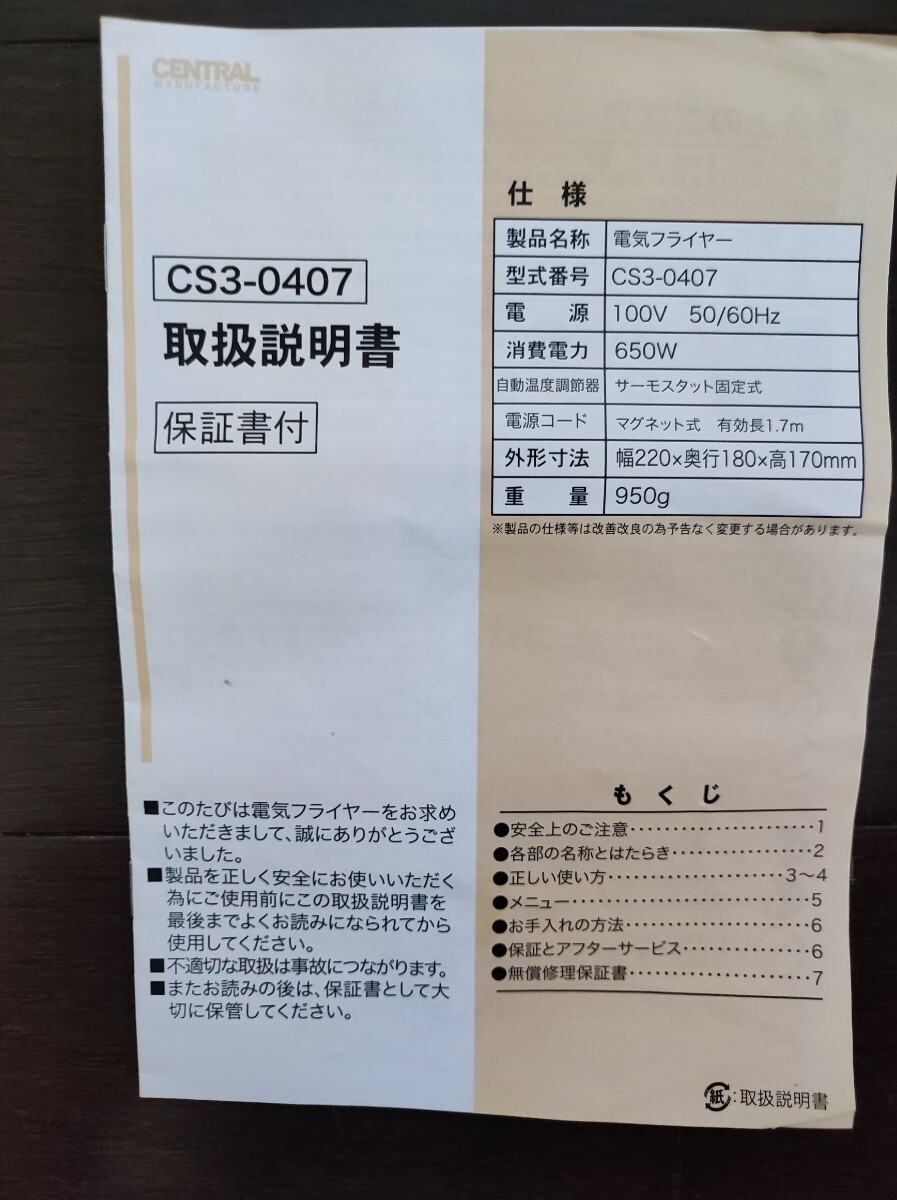 CENTRAL
MANUFACTURE
CS3-0407
取扱説明書
保証書付
■このたびは電気フライヤーをお求め
いただきまして、誠にありがとうござ
いました。
■製品を正しく安全にお使いいただく
為にご使用前にこの取扱説明書を
最後までよくお読みになられてから
使用してください。
■不適切な取扱は事故につながります。
■またお読みの後は、保証書として大
切に保管してください。
仕 様
製品名称 電気フライヤー
型式番号 CS3-0407
電 源 100V 50/60Hz
消費電力 650W
自動温度調節器 サーモスタット固定式
電源コード マグネット式 有効長1.7m
外形寸法 幅220×奥行180×高170mm
重 量 950g
※製品の仕様等は改善改良の為予告なく変更する場合があります。
も く じ
●安全上のご注意・・・・・・・・・・・・・・・・・・・・・・1
●各部の名称とはたらき・・・・・・・・・・・・・・・・・2
●正しい使い方・・・・・・・・・・・・・・・・・・・・・3〜4
●メニュー・・・・・・・・・・・・・・・・・・・・・・・・・・・・5
●お手入れの方法・・・・・・・・・・・・・・・・・・・・・・6
●保証とアフターサービス・・・・・・・・・・・・・・・6
●無償修理保証書・・・・・・・・・・・・・・・・・・・・・・7
紙:取扱説明書